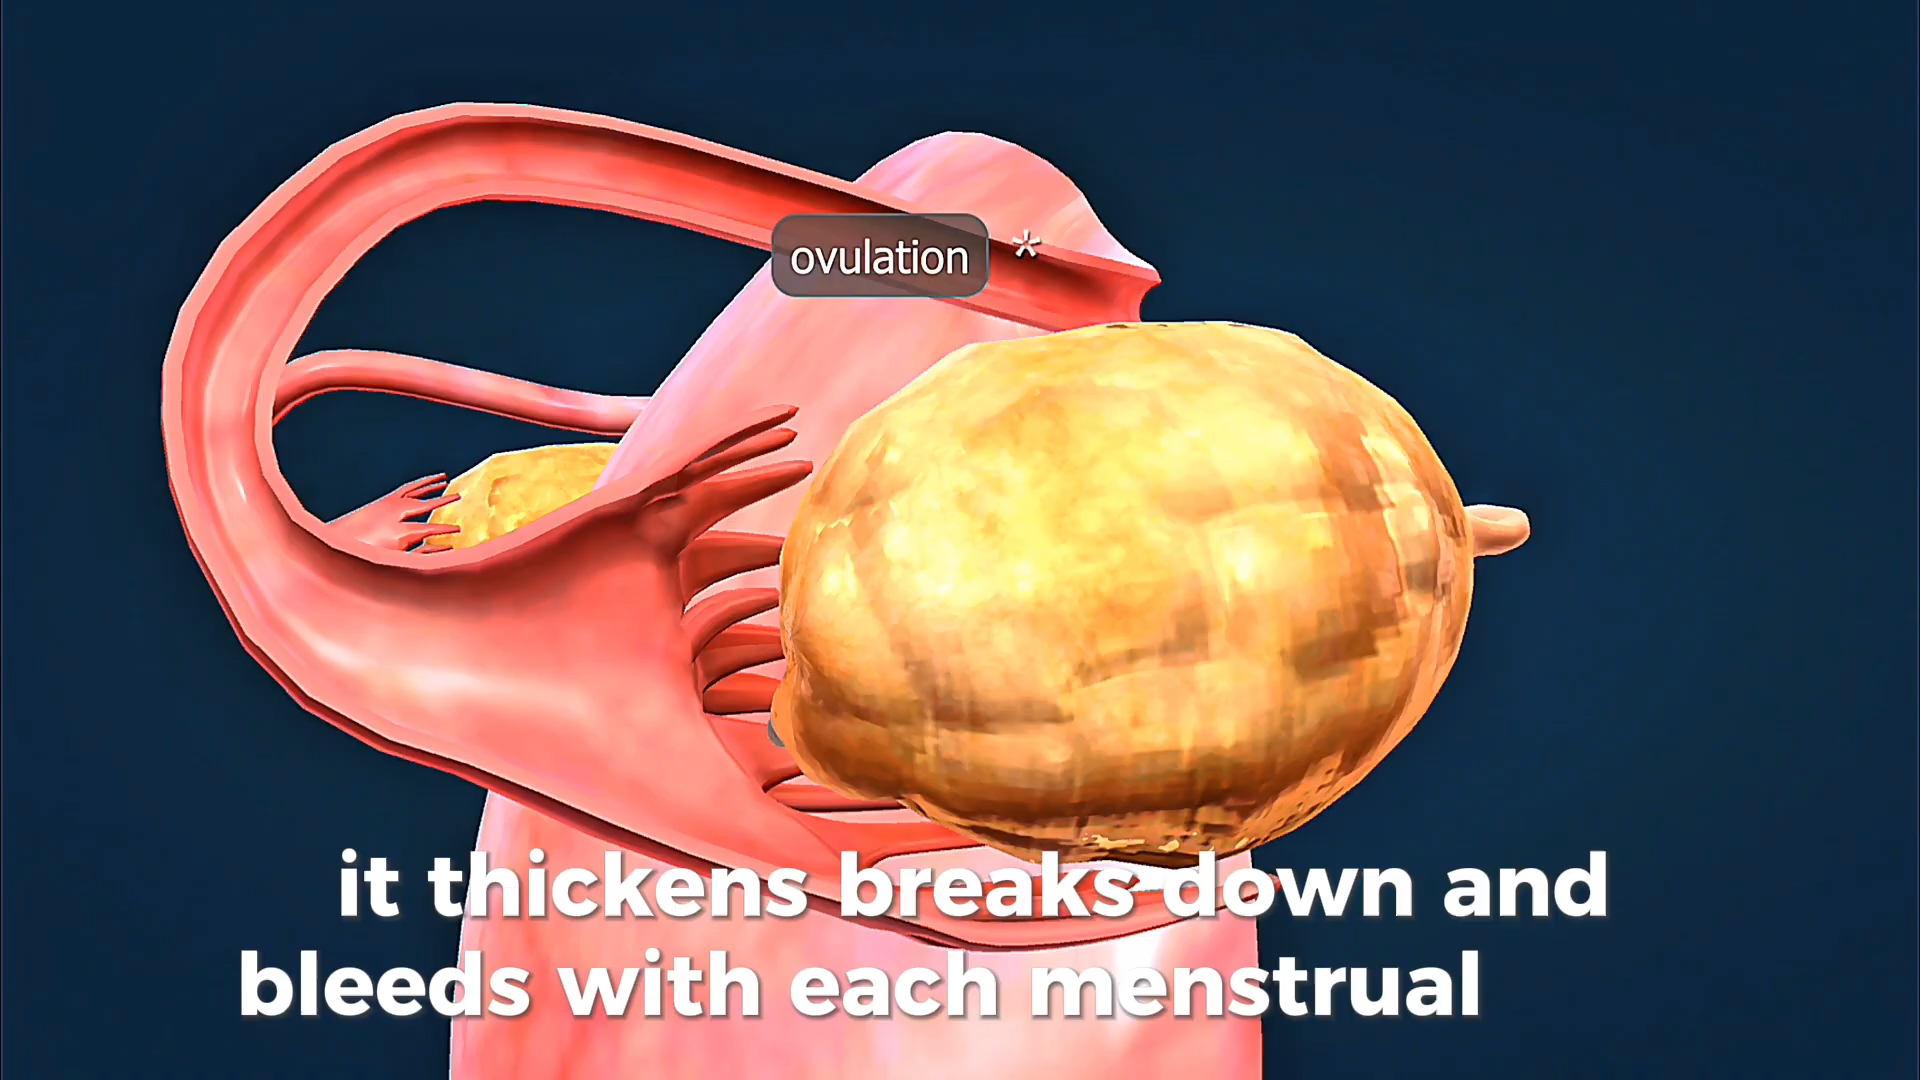 ovulation *
it thickens breaks down and
bleeds with each menstrual